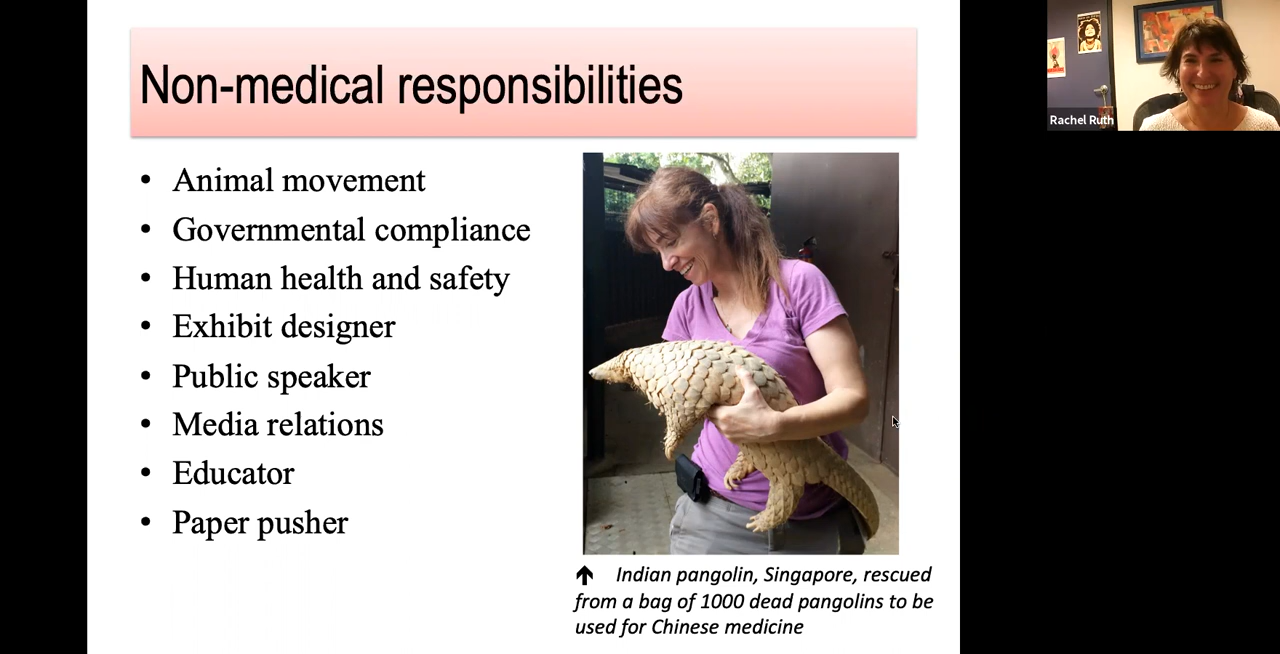 Non-medical responsibilities
• Animal movement
• Governmental compliance
• Human health and safety
• Exhibit designer
• Public speaker
• Media relations
• Educator
• Paper pusher
↑ Indian pangolin, Singapore, rescued
from a bag of 1000 dead pangolins to be
used for Chinese medicine
Rachel Ruth